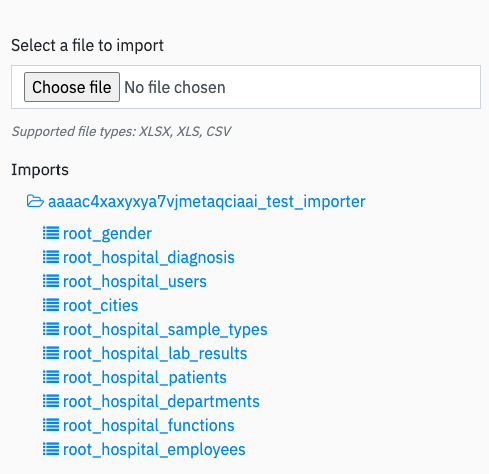 Select a file to import
Choose file No file chosen
Supported file types: XLSX, XLS, CSV
Imports
aaaac4xaxyxya7vjmetaqciaai_test_importer
root_gender
root_hospital_diagnosis
root_hospital_users
root_cities
root_hospital_sample_types
root_hospital_lab_results
root_hospital_patients
root_hospital_departments
root_hospital_functions
root_hospital_employees